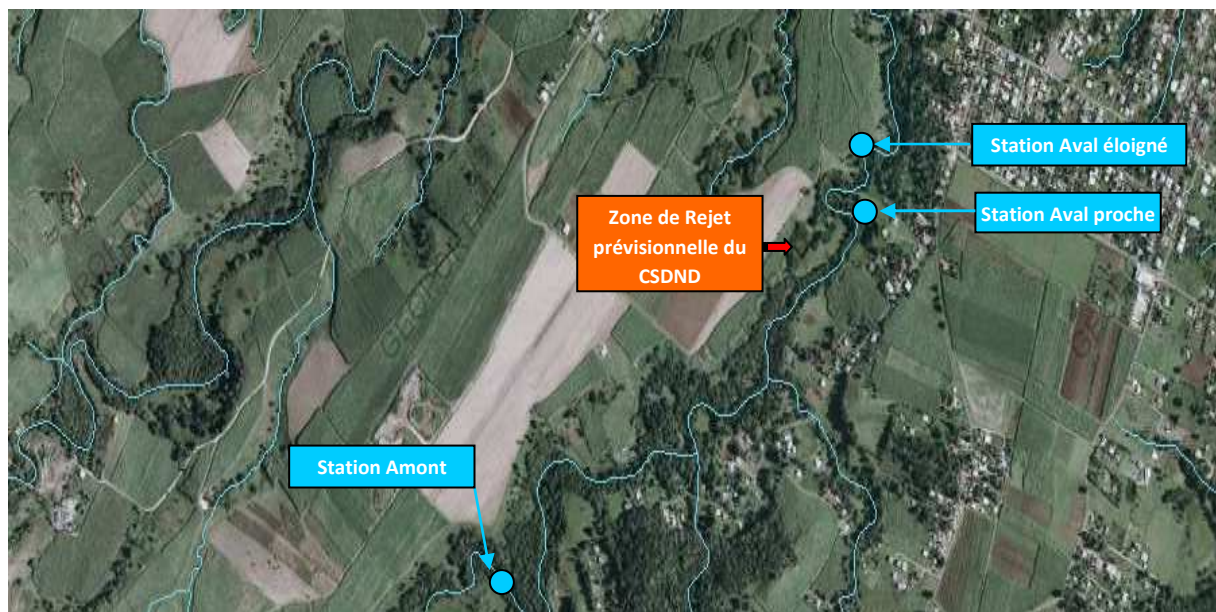 Station Aval éloigné
Station Aval proche
Zone de Rejet
prévisionnelle du
CSDND
Station Amont